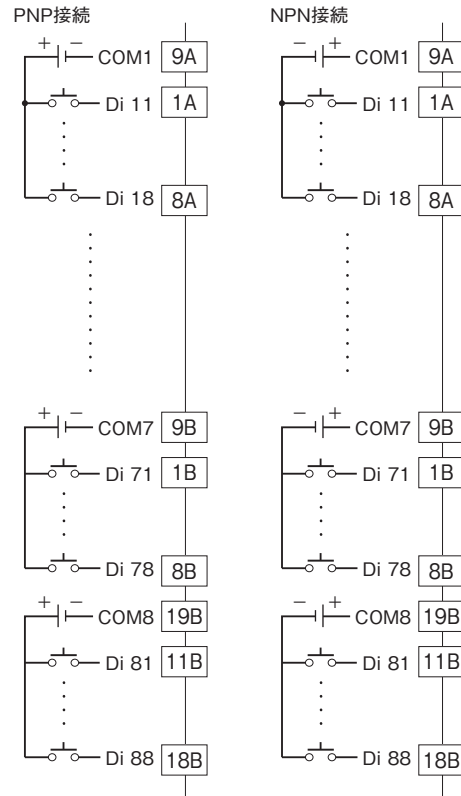 PNP接続
+ − COM1 9A
Di 11 1A
Di 18 8A
+ − COM7 9B
Di 71 1B
Di 78 8B
+ − COM8 19B
Di 81 11B
Di 88 18B
NPN接続
− + COM1 9A
Di 11 1A
Di 18 8A
− + COM7 9B
Di 71 1B
Di 78 8B
− + COM8 19B
Di 81 11B
Di 88 18B